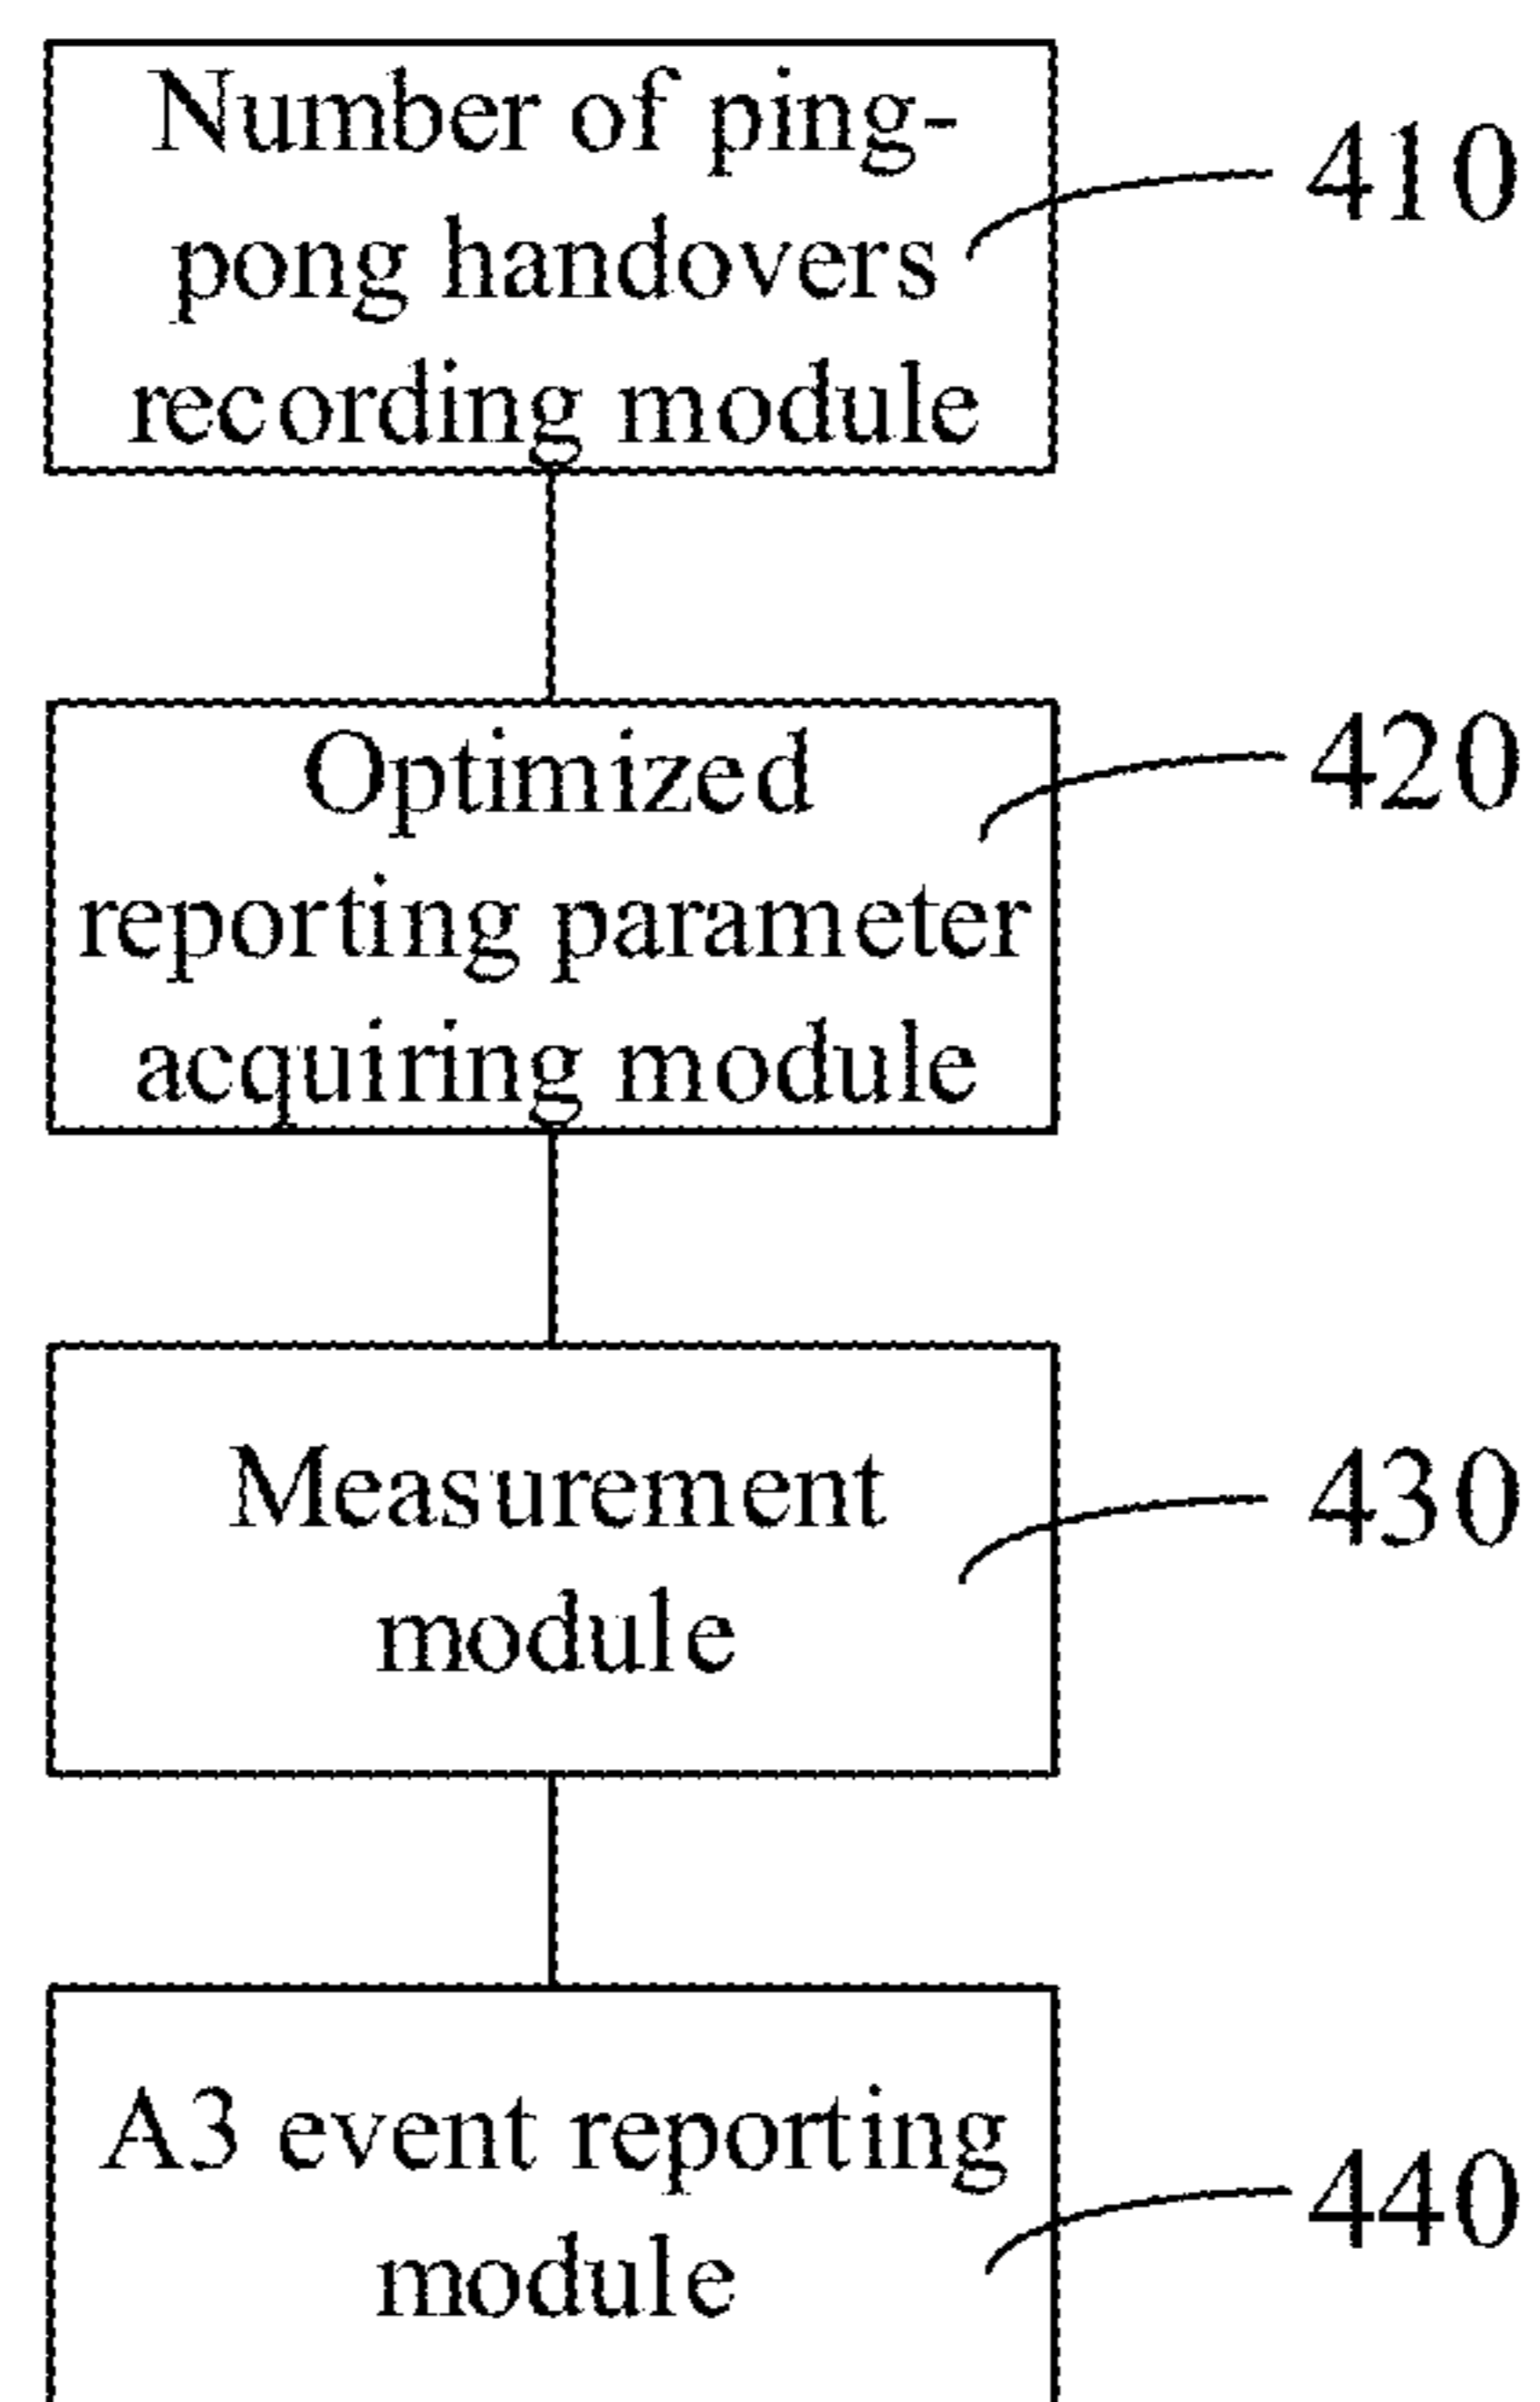 Number of ping-
pong handovers
recording module
410
Optimized
reporting parameter
acquiring module
420
Measurement
module
430
A3 event reporting
module
440